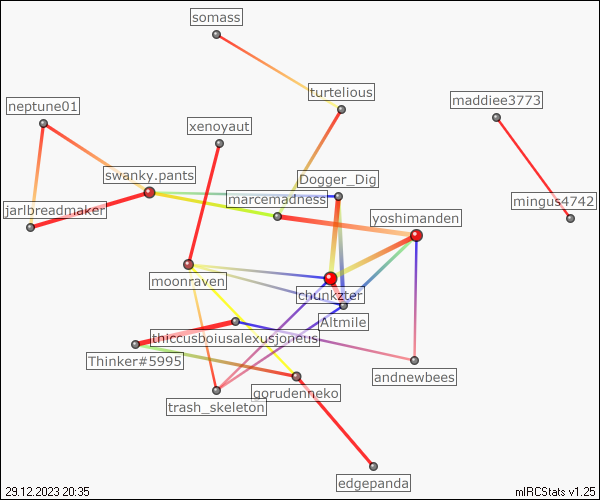 somass
turtelious
maddiee3773
neptune01
xenoyaut
swanky.pants
Dogger_Dig
marcemadness
mingus4742
jarlbreadmaker
yoshimanden
moonraven
chunkzter
Altmile
thiccusboiusalexusjoneus
Thinker#5995
andnewbees
gorudenneko
trash_skeleton
edgepanda
29.12.2023 20:35
mIRCStats v1.25